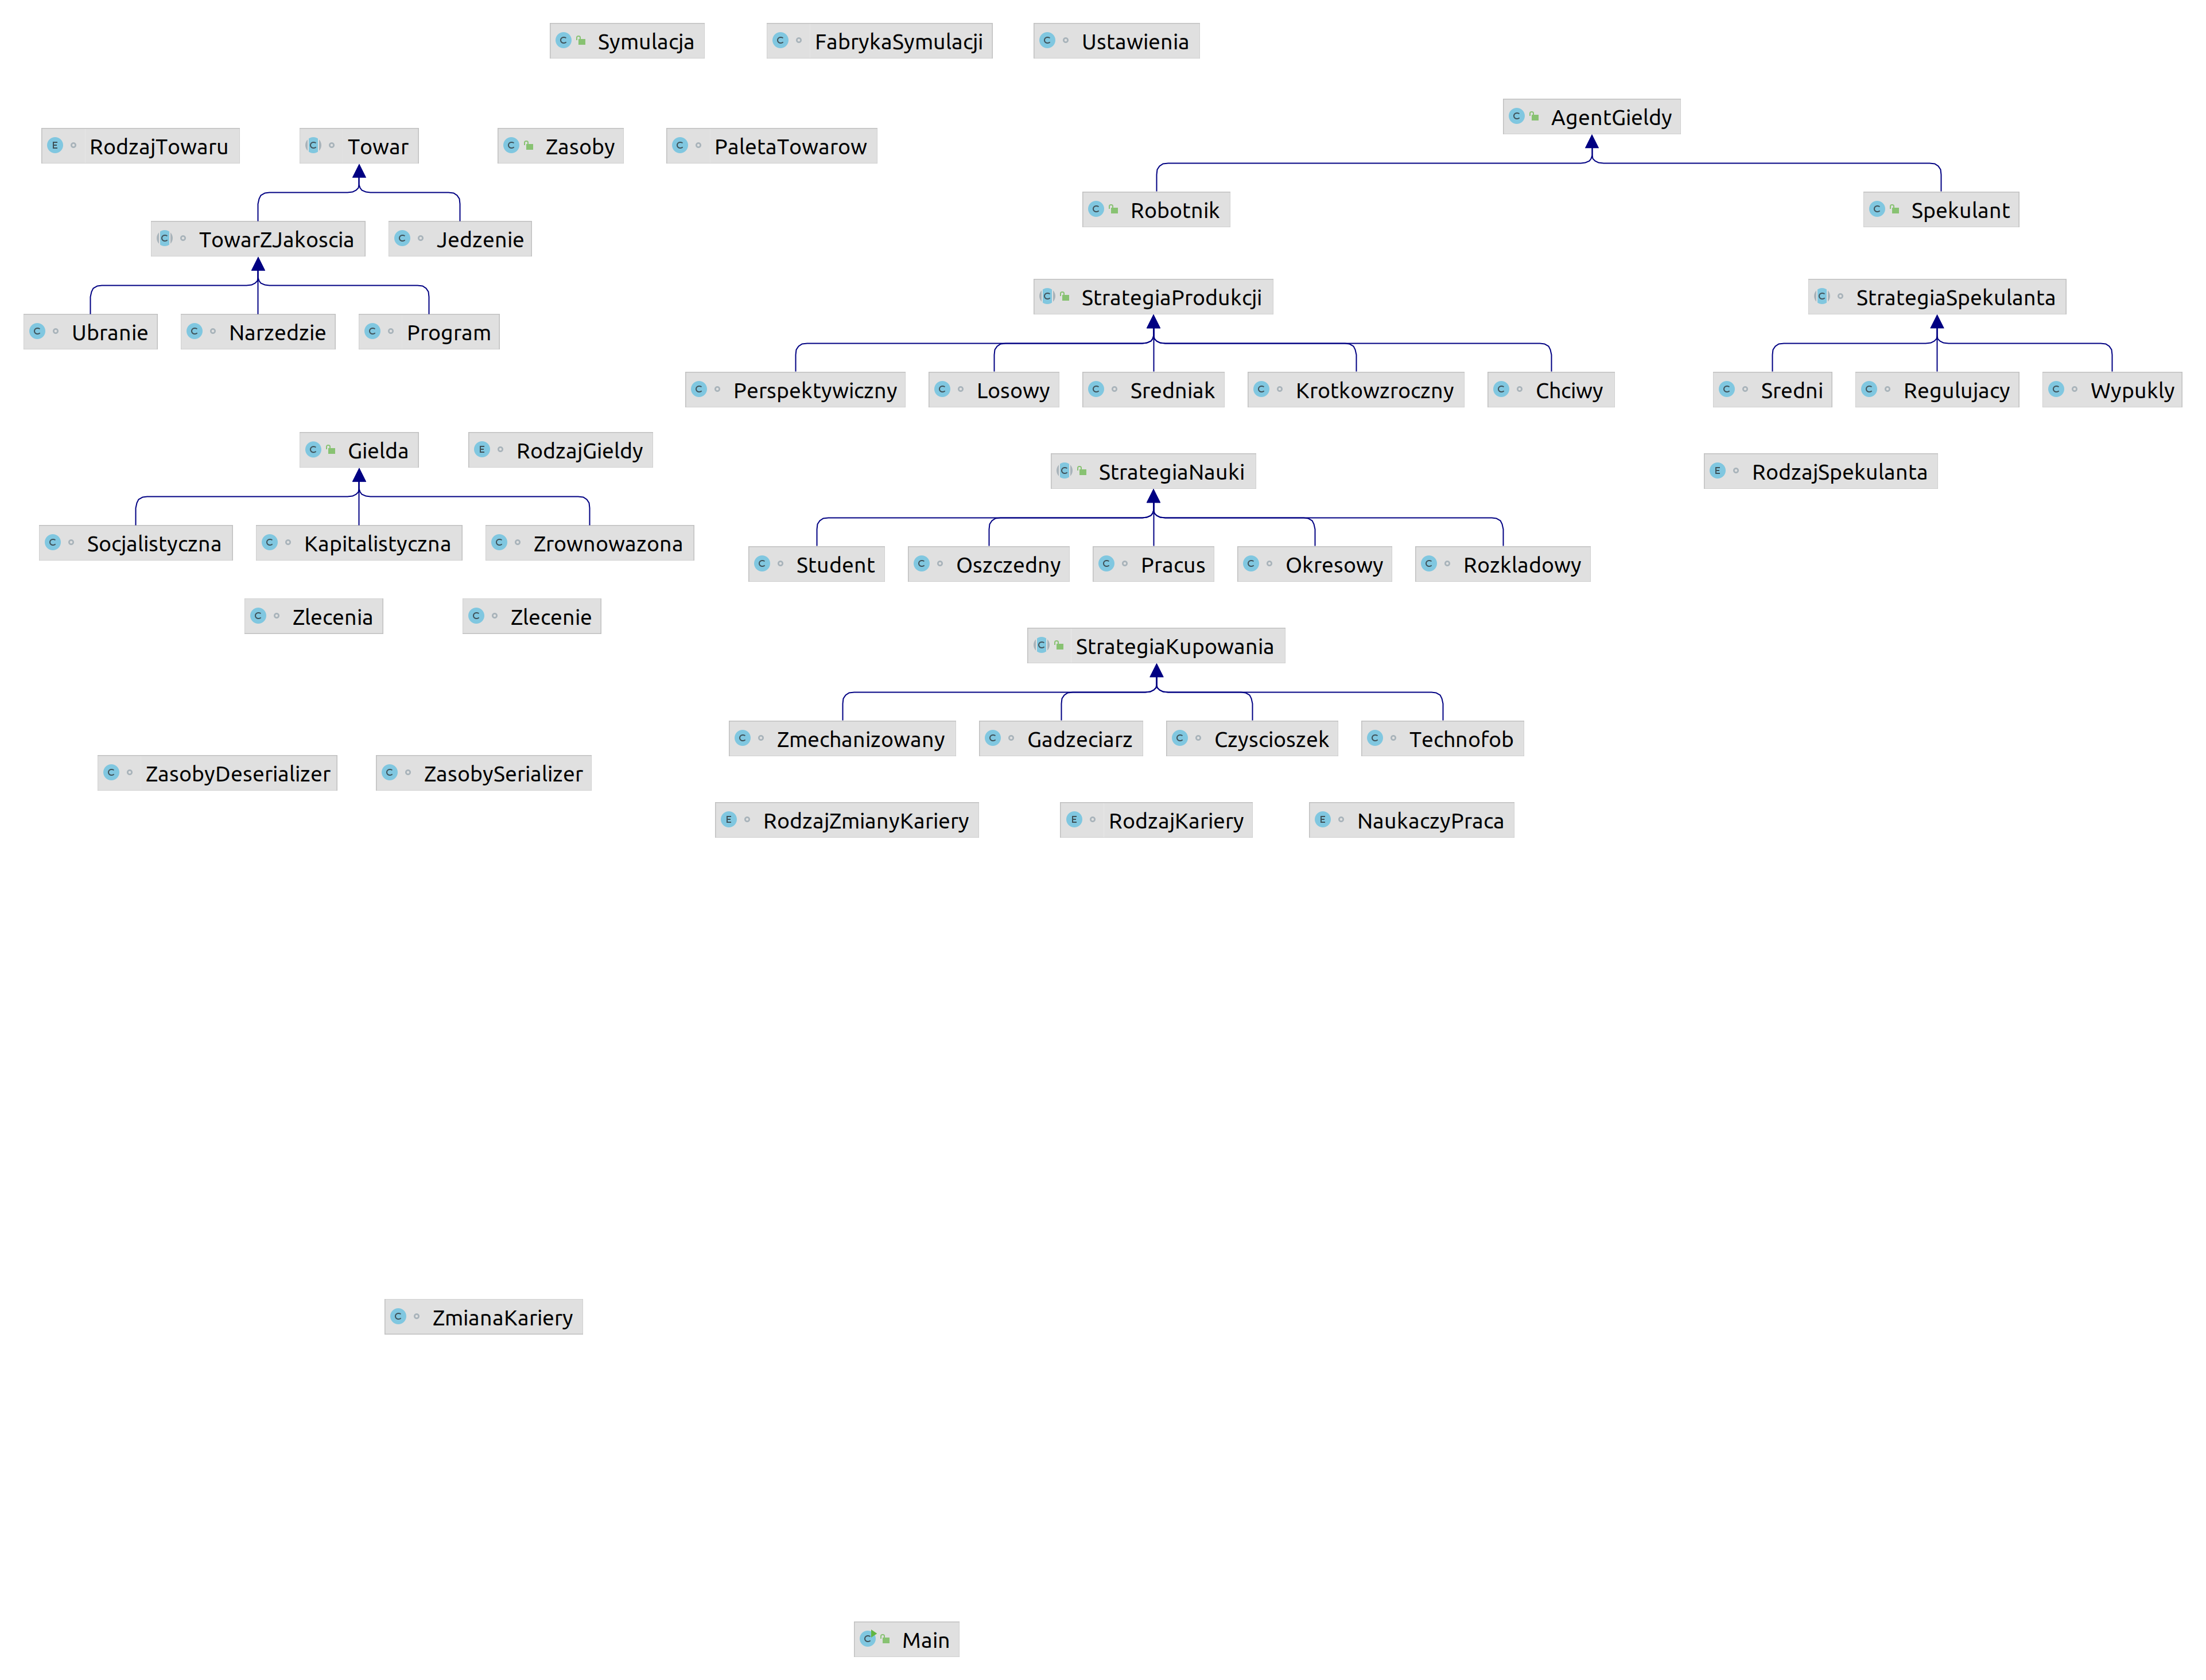 Symulacja
FabrykaSymulacji
Ustawienia
AgentGieldy
RodzajTowaru
Towar
Zasoby
PaletaTowarow
Robotnik
Spekulant
TowarZJakoscia
Jedzenie
StrategiaProdukcji
StrategiaSpekulanta
Ubranie
Narzedzie
Program
Perspektywiczny
Losowy
Sredniak
Krotkowzroczny
Chciwy
Sredni
Regulujacy
Wypukly
Gielda
RodzajGieldy
StrategiaNauki
RodzajSpekulanta
Socjalistyczna
Kapitalistyczna
Zrownowazona
Student
Oszczedny
Pracus
Okresowy
Rozkladowy
Zlecenia
Zlecenie
StrategiaKupowania
Zmechanizowany
Gadzeciarz
Czyscioszek
Technofob
ZasobyDeserializer
ZasobySerializer
RodzajZmianyKariery
RodzajKariery
NaukaczyPraca
ZmianaKariery
Main